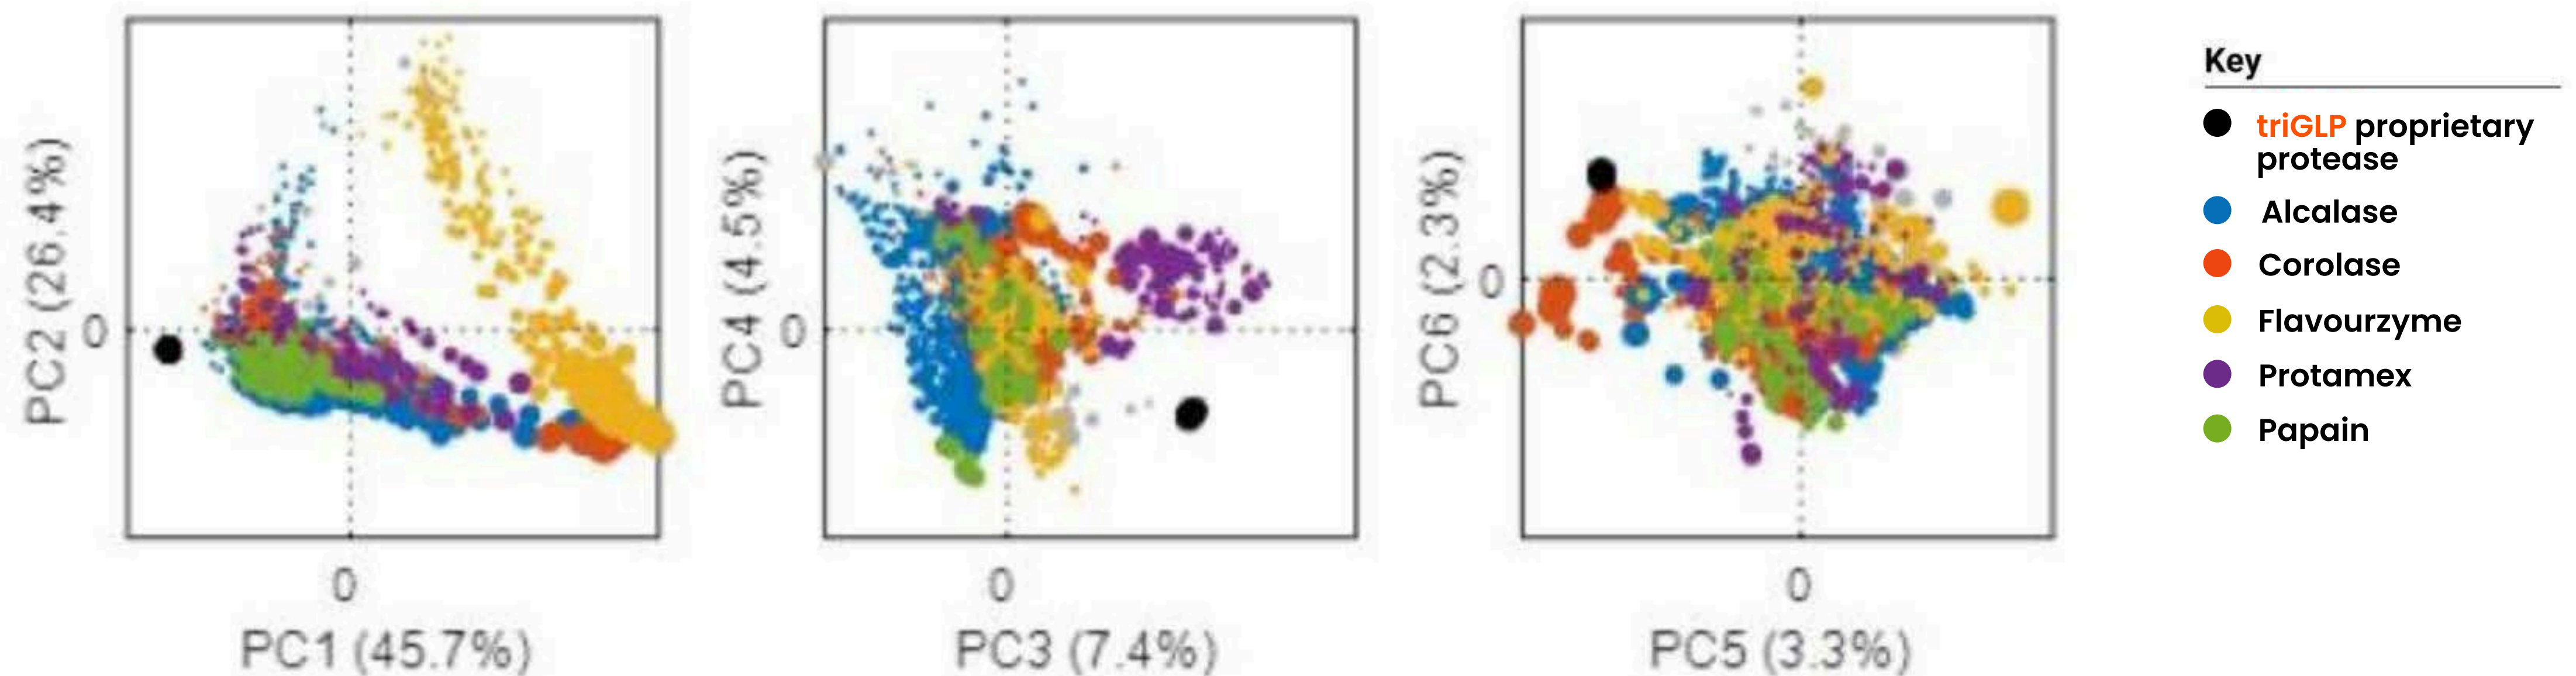 PC2 (26.4%)
0
0
PC1 (45.7%)
PC4 (4.5%)
0
0
PC3 (7.4%)
PC6 (2.3%)
0
0
PC5 (3.3%)
Key
triGLP proprietary
protease
Alcalase
Corolase
Flavourzyme
Protamex
Papain